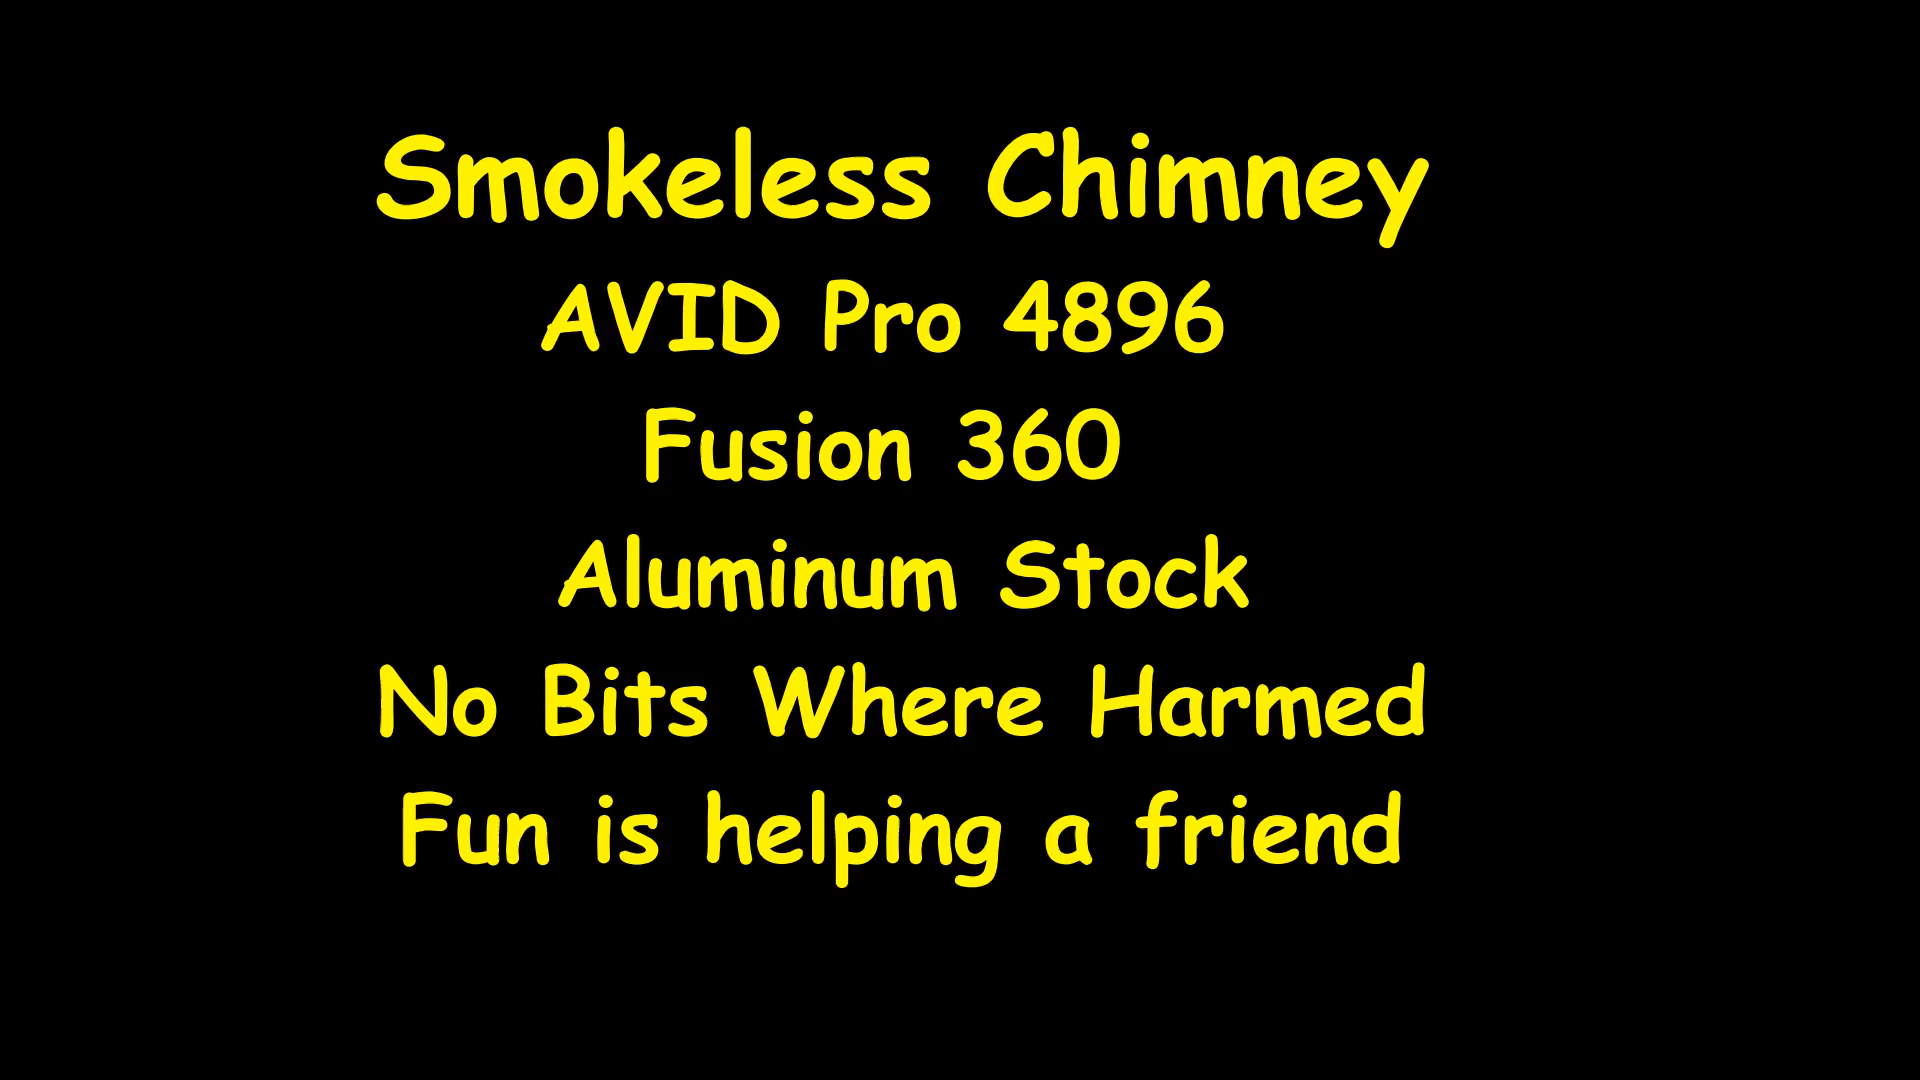 Smokeless Chimney
AVID Pro 4896
Fusion 360
Aluminum Stock
No Bits Where Harmed
Fun is helping a friend